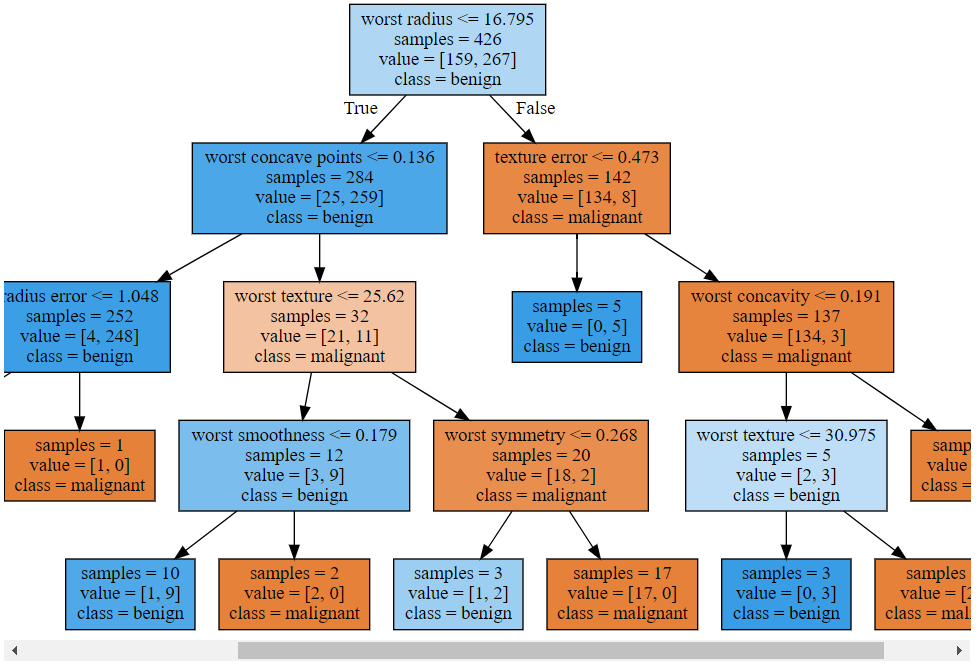 worst radius <= 16.795
samples = 426
value = [159, 267]
class = benign
True
False
worst concave points <= 0.136
samples = 284
value = [25, 259]
class = benign
texture error <= 0.473
samples = 142
value = [134, 8]
class = malignant
radius error <= 1.048
samples = 252
value = [4, 248]
class = benign
worst texture <= 25.62
samples = 32
value = [21, 11]
class = malignant
samples = 5
value = [0, 5]
class = benign
worst concavity <= 0.191
samples = 137
value = [134, 3]
class = malignant
samples = 1
value = [1, 0]
class = malignant
worst smoothness <= 0.179
samples = 12
value = [3, 9]
class = benign
worst symmetry <= 0.268
samples = 20
value = [18, 2]
class = malignant
worst texture <= 30.975
samples = 5
value = [2, 3]
class = benign
samp
value
class =
samples = 10
value = [1, 9]
class = benign
samples = 2
value = [2, 0]
class = malignant
samples = 3
value = [1, 2]
class = benign
samples = 17
value = [17, 0]
class = malignant
samples = 3
value = [0, 3]
class = benign
samples
value = [2
class = mal